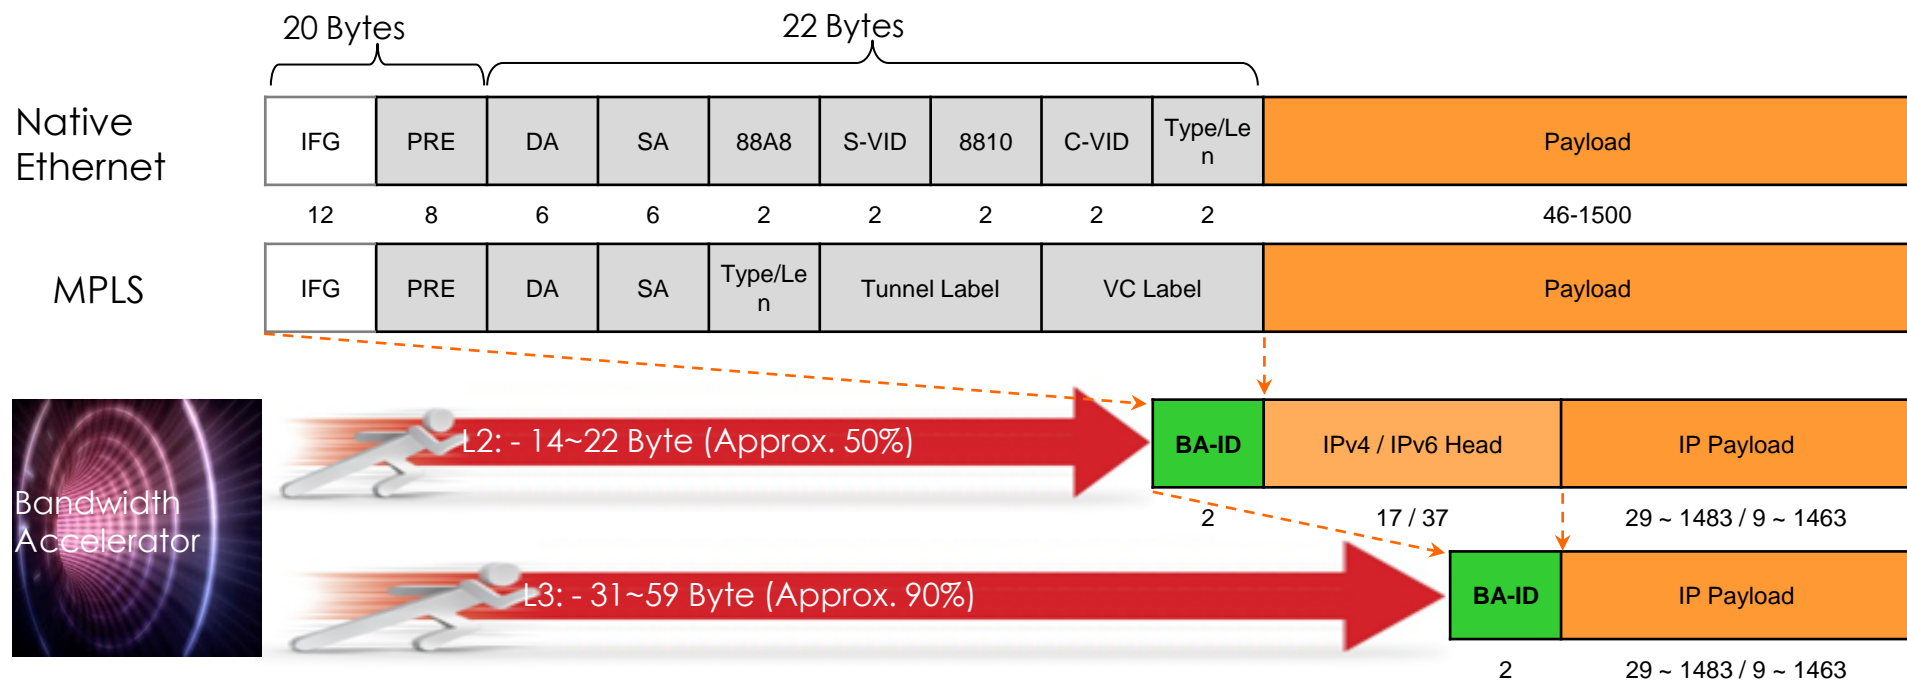 20 Bytes
22 Bytes
Native
Ethernet
IFG
PRE
DA
SA
88A8
S-VID
8810
C-VID
Type/Le
n
Payload
12
8
6
6
2
2
2
2
2
46-1500
MPLS
IFG
PRE
DA
SA
Type/Le
n
Tunnel Label
VC Label
Payload
L2: - 14~22 Byte (Approx. 50%)
BA-ID
IPv4 / IPv6 Head
IP Payload
2
17 / 37
29 ~ 1483 / 9 ~ 1463
Bandwidth
Accelerator
L3: - 31~59 Byte (Approx. 90%)
BA-ID
IP Payload
2
29 ~ 1483 / 9 ~ 1463